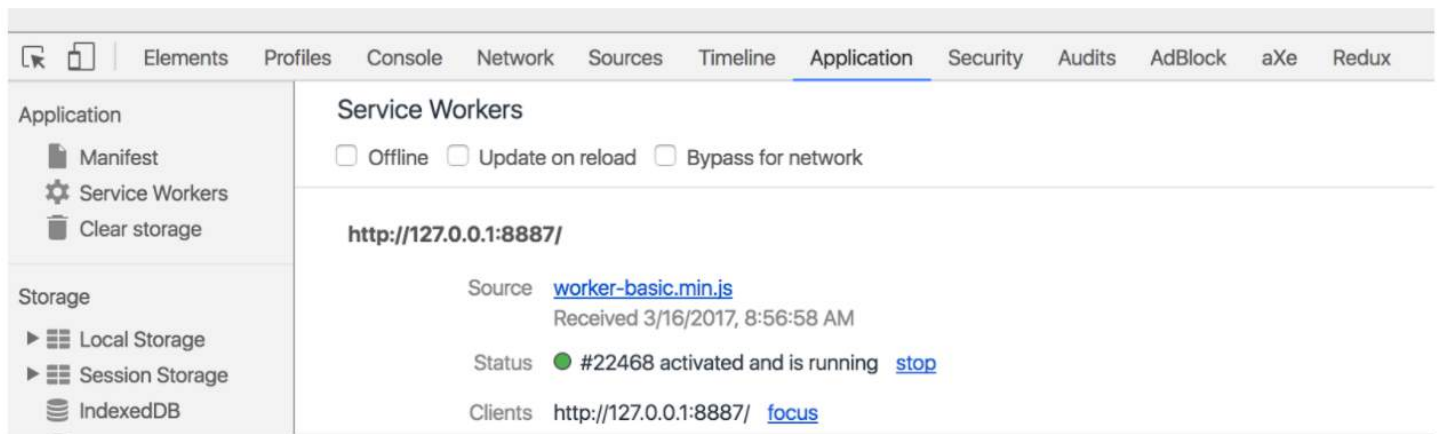 Elements Profiles Console Network Sources Timeline Application Security Audits AdBlock aXe Redux
Application
Manifest
Service Workers
Clear storage
Storage
Local Storage
Session Storage
IndexedDB
Service Workers
Offline Update on reload Bypass for network
http://127.0.0.1:8887/
Source worker-basic.min.js
Received 3/16/2017, 8:56:58 AM
Status #22468 activated and is running stop
Clients http://127.0.0.1:8887/ focus